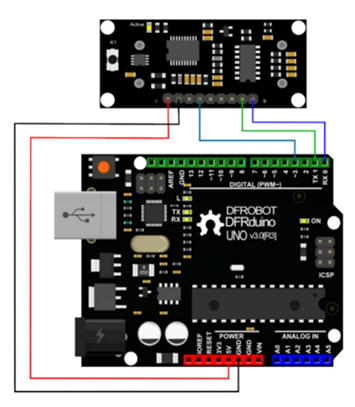 Active
K1
AREF
GND
13
12
~11
~10
~9
8
7
~6
~5
4
~3
2
TX 1
RX 0
DIGITAL (PWM~)
L
TX
RX
DFROBOT
DFRduino
UNO v3.0[R3]
ON
ICSP
IOREF
RESET
3V3
5V
GND
GND
VIN
A0
A1
A2
A3
A4
A5
POWER
ANALOG IN